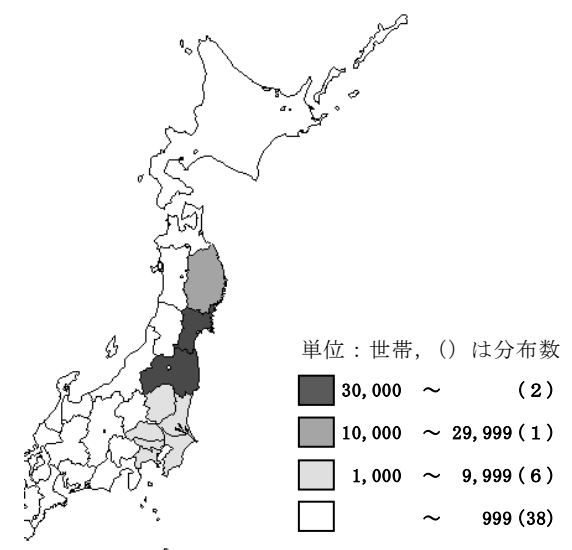 単位：世帯，（）は分布数
30,000 ～ （2）
10,000 ～ 29,999（1）
1,000 ～ 9,999（6）
～ 999（38）